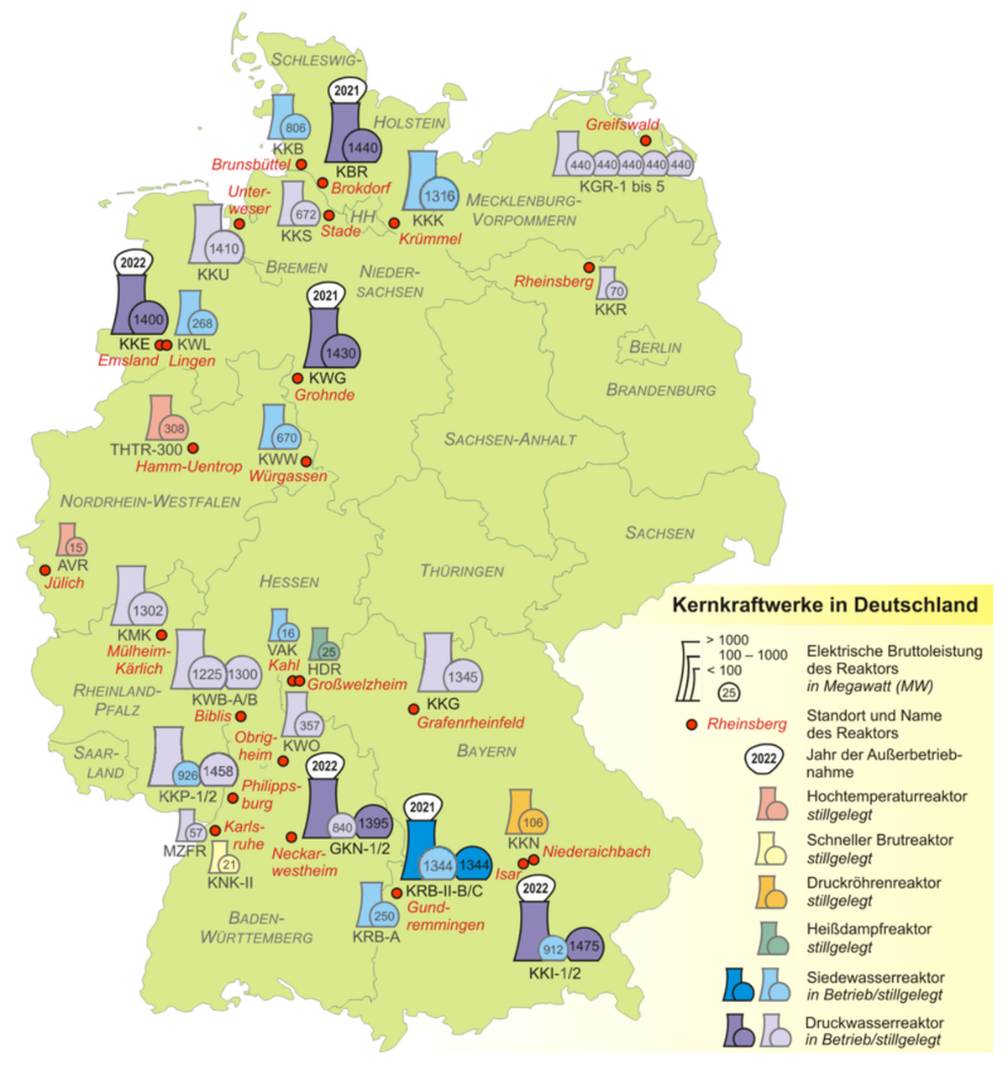 SCHLESWIG-
HOLSTEIN
2021
1440
KBR
Brokdorf
806
KKB
Brunsbüttel
Greifswald
440 440 440 440 440
KGR-1 bis 5
1316
KKK
Krümmel
MECKLENBURG-
VORPOMMERN
Unter-
weser
1410
KKU
672
KKS
Stade
HH
BREMEN
NIEDER-
SACHSEN
Rheinsberg
70
KKR
2022
1400
KKE
Emsland
268
KWL
Lingen
2021
1430
KWG
Grohnde
BERLIN
BRANDENBURG
308
THTR-300
Hamm-Uentrop
670
KWW
Würgassen
SACHSEN-ANHALT
NORDRHEIN-WESTFALEN
SACHSEN
15
AVR
Jülich
HESSEN
THÜRINGEN
1302
KMK
Mülheim-
Kärlich
16
VAK
Kahl
25
HDR
Großwelzheim
1225 1300
KWB-A/B
Biblis
1345
KKG
Grafenrheinfeld
RHEINLAND-
PFALZ
357
KWO
Obrig-
heim
BAYERN
SAAR-
LAND
926 1458
KKP-1/2
Philipps-
burg
2022
840 1395
GKN-1/2
Neckar-
westheim
57
MZFR
Karls-
ruhe
21
KNK-II
2021
1344 1344
KRB-II-B/C
Gund-
remmingen
250
KRB-A
106
KKN
Niederaichbach
Isar
2022
912 1475
KKI-1/2
BADEN-
WÜRTTEMBERG
Kernkraftwerke in Deutschland
> 1000
100 – 1000
< 100
25
Elektrische Bruttoleistung
des Reaktors
in Megawatt (MW)
Rheinsberg
Standort und Name
des Reaktors
2022
Jahr der Außerbetrieb-
nahme
Hochtemperaturreaktor
stillgelegt
Schneller Brutreaktor
stillgelegt
Druckröhrenreaktor
stillgelegt
Heißdampfreaktor
stillgelegt
Siedewasserreaktor
in Betrieb/stillgelegt
Druckwasserreaktor
in Betrieb/stillgelegt